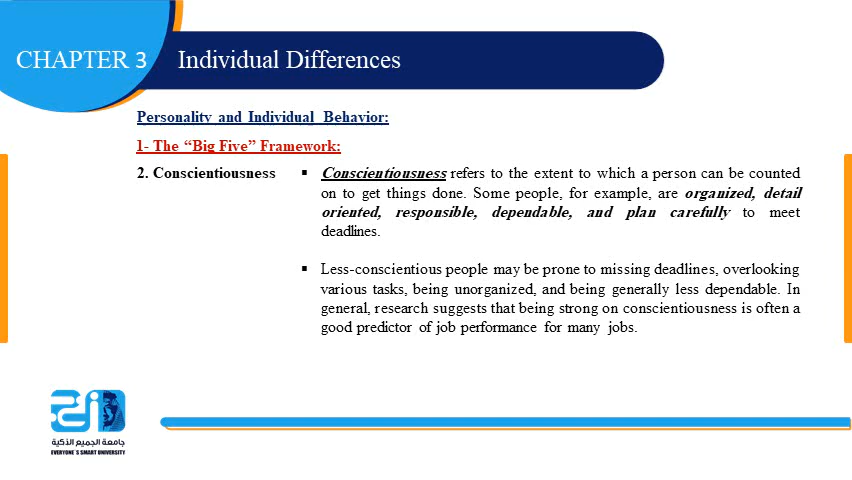 CHAPTER 3
Individual Differences
Personality and Individual Behavior:
1- The “Big Five” Framework:
2. Conscientiousness
▪ Conscientiousness refers to the extent to which a person can be counted
on to get things done. Some people, for example, are organized, detail
oriented, responsible, dependable, and plan carefully to meet
deadlines.
▪ Less-conscientious people may be prone to missing deadlines, overlooking
various tasks, being unorganized, and being generally less dependable. In
general, research suggests that being strong on conscientiousness is often a
good predictor of job performance for many jobs.
جامعة الجميع الذكية
EVERYONE'S SMART UNIVERSITY